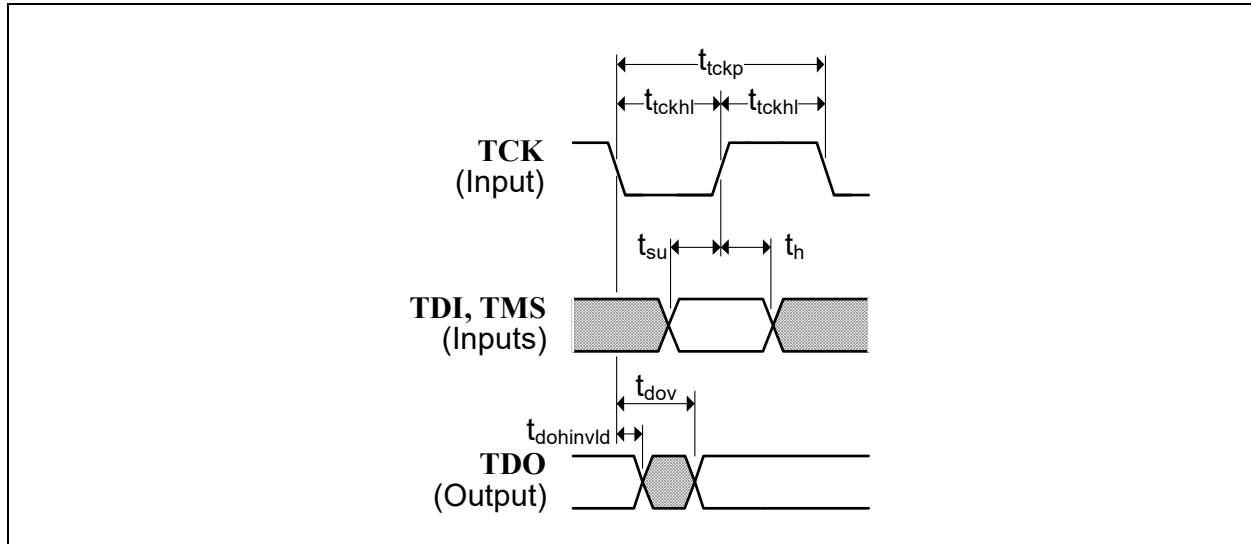 t_tckp
t_tckhl t_tckhl
TCK
(Input)
t_su t_h
TDI, TMS
(Inputs)
t_dov
t_dohinvld
TDO
(Output)